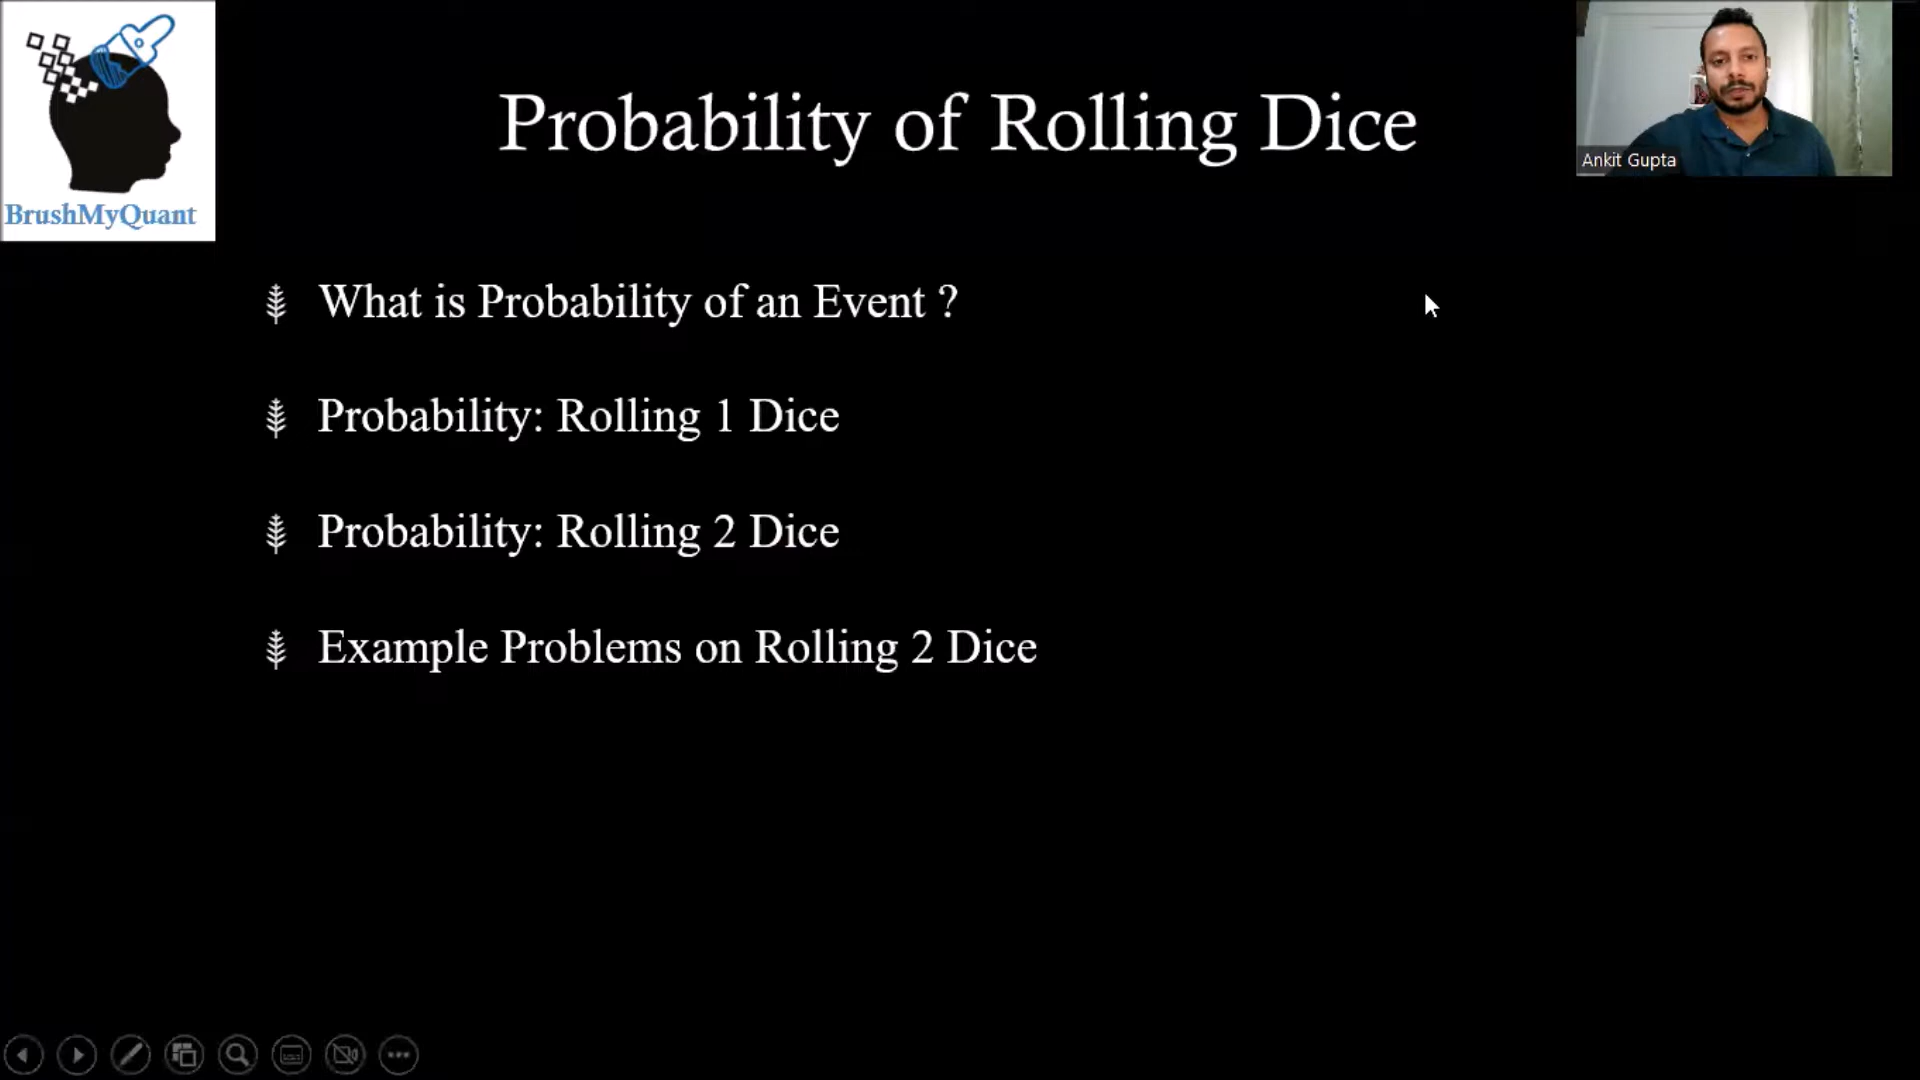 Probability of Rolling Dice
Ankit Gupta
BrushMyQuant
What is Probability of an Event ?
Probability: Rolling 1 Dice
Probability: Rolling 2 Dice
Example Problems on Rolling 2 Dice